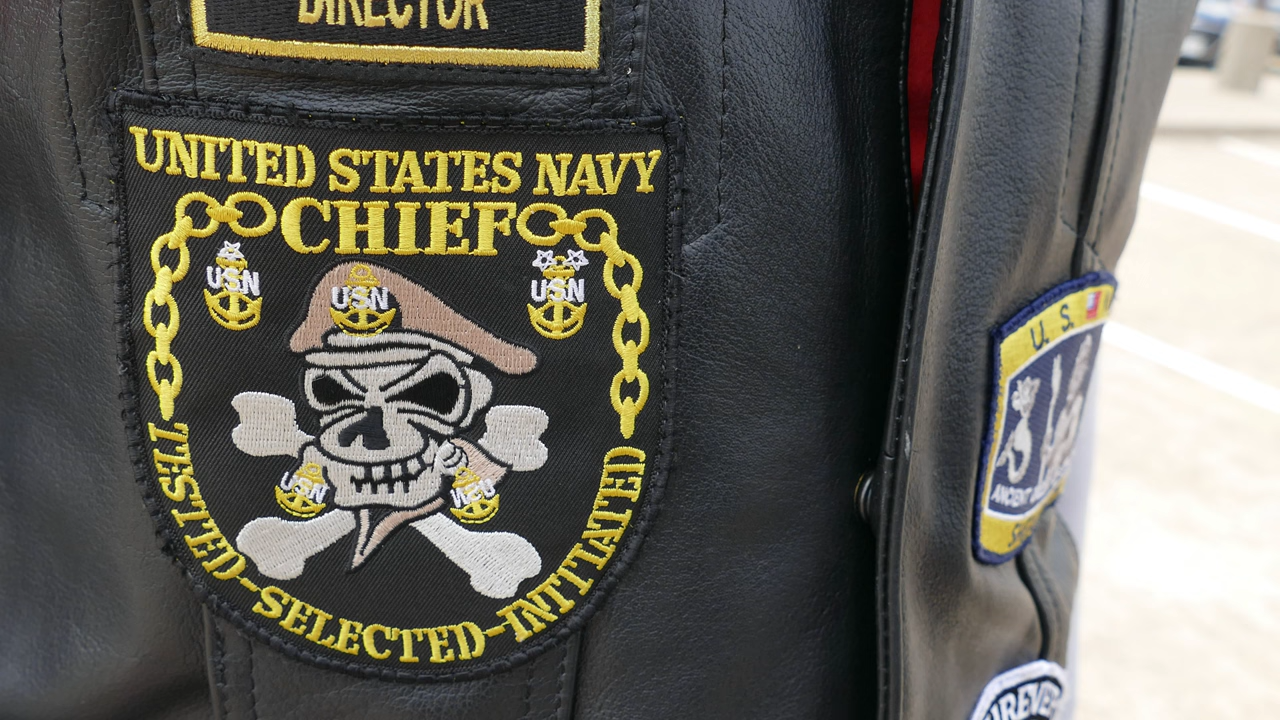 DIRECTOR
UNITED STATES NAVY
CHIEF
USN
USN
USN
USN
USN
TESTED-SELECTED-INITIATED
U. S.
ANCIENT